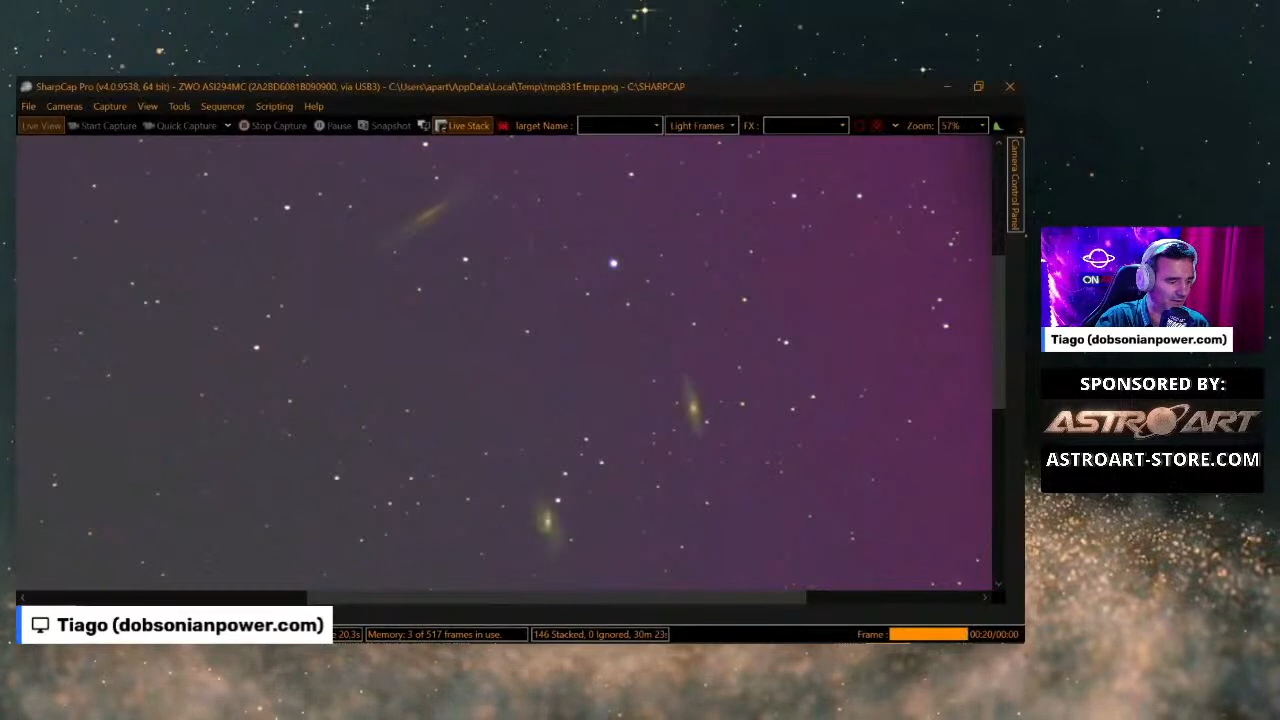 SharpCap Pro (v4.0.9538, 64 bit) - ZWO ASI294MC (2A2BD6081B090900, via USB3) - C:\Users\apart\AppData\Local\Temp\tmp831E.tmp.png - C:\SHARPCAP
File Cameras Capture View Tools Sequencer Scripting Help
Live View Start Capture Quick Capture Stop Capture Pause Snapshot Live Stack Target Name : Light Frames FX : Zoom: 57%
Camera Control Panel
ON
Tiago (dobsonianpower.com)
SPONSORED BY:
ASTROART
ASTROART-STORE.COM
Tiago (dobsonianpower.com)
20.3s Memory: 3 of 517 frames in use. 146 Stacked, 0 Ignored, 30m 23s Frame : 00:20/00:00